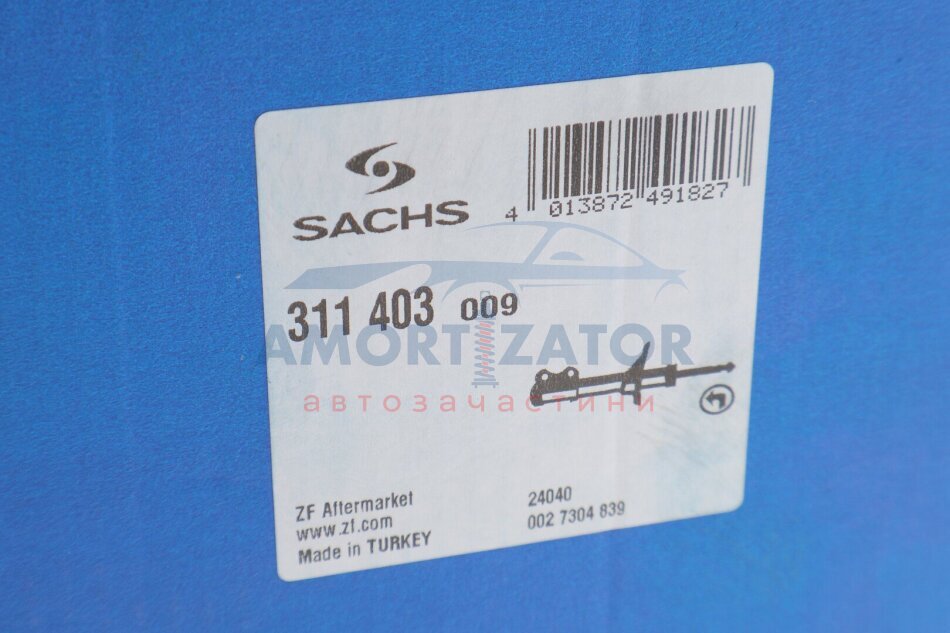 SACHS
4 013872 491827
311 403 009
AMORTIZATOR
автозачастини
ZF Aftermarket
www.zf.com
Made in TURKEY
24040
002 7304 839